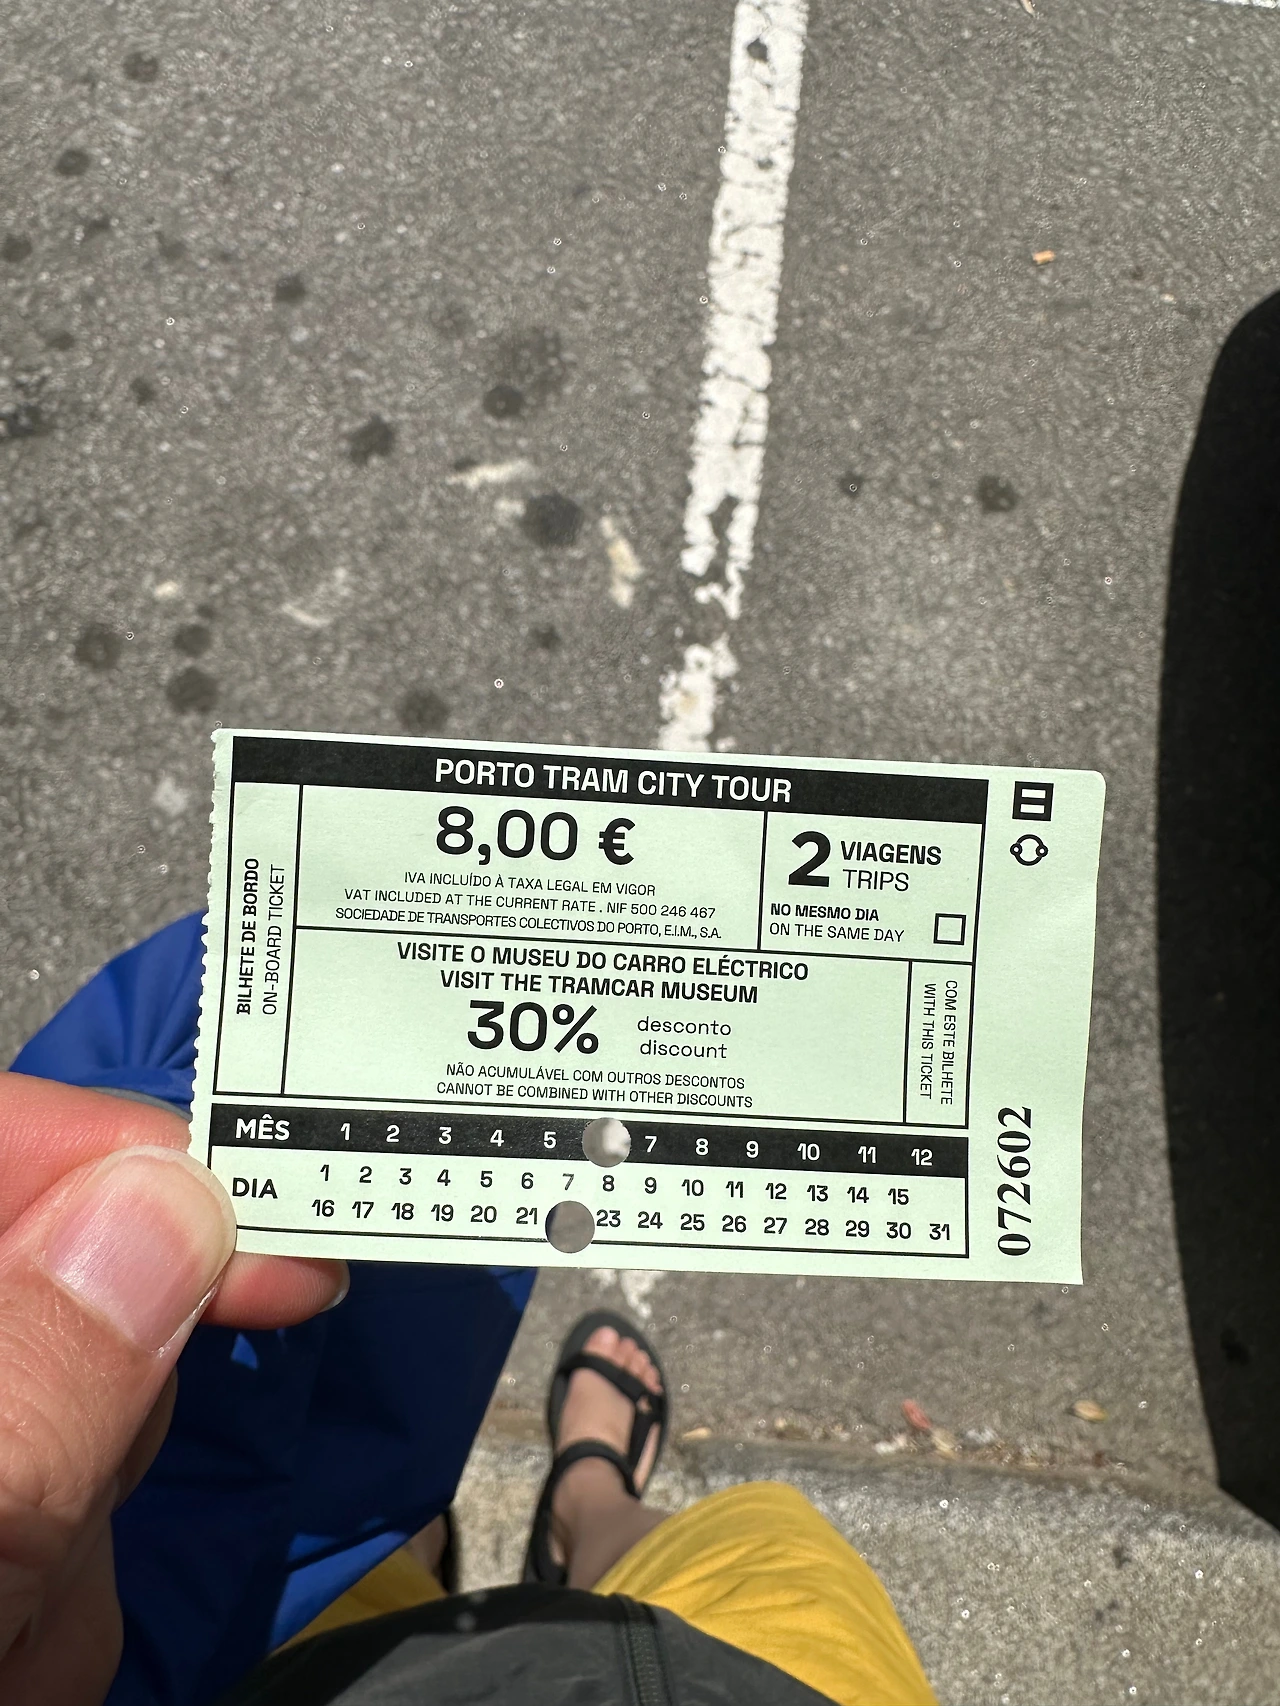 PORTO TRAM CITY TOUR
BILHETE DE BORDO
ON-BOARD TICKET
8,00 €
IVA INCLUÍDO À TAXA LEGAL EM VIGOR
VAT INCLUDED AT THE CURRENT RATE . NIF 500 246 467
SOCIEDADE DE TRANSPORTES COLECTIVOS DO PORTO, E.I.M., S.A.
2 VIAGENS
TRIPS
NO MESMO DIA
ON THE SAME DAY
VISITE O MUSEU DO CARRO ELÉCTRICO
VISIT THE TRAMCAR MUSEUM
30% desconto
discount
NÃO ACUMULÁVEL COM OUTROS DESCONTOS
CANNOT BE COMBINED WITH OTHER DISCOUNTS
COM ESTE BILHETE
WITH THIS TICKET
MÊS 1 2 3 4 5 7 8 9 10 11 12
DIA 1 2 3 4 5 6 7 8 9 10 11 12 13 14 15
16 17 18 19 20 21 23 24 25 26 27 28 29 30 31
072602